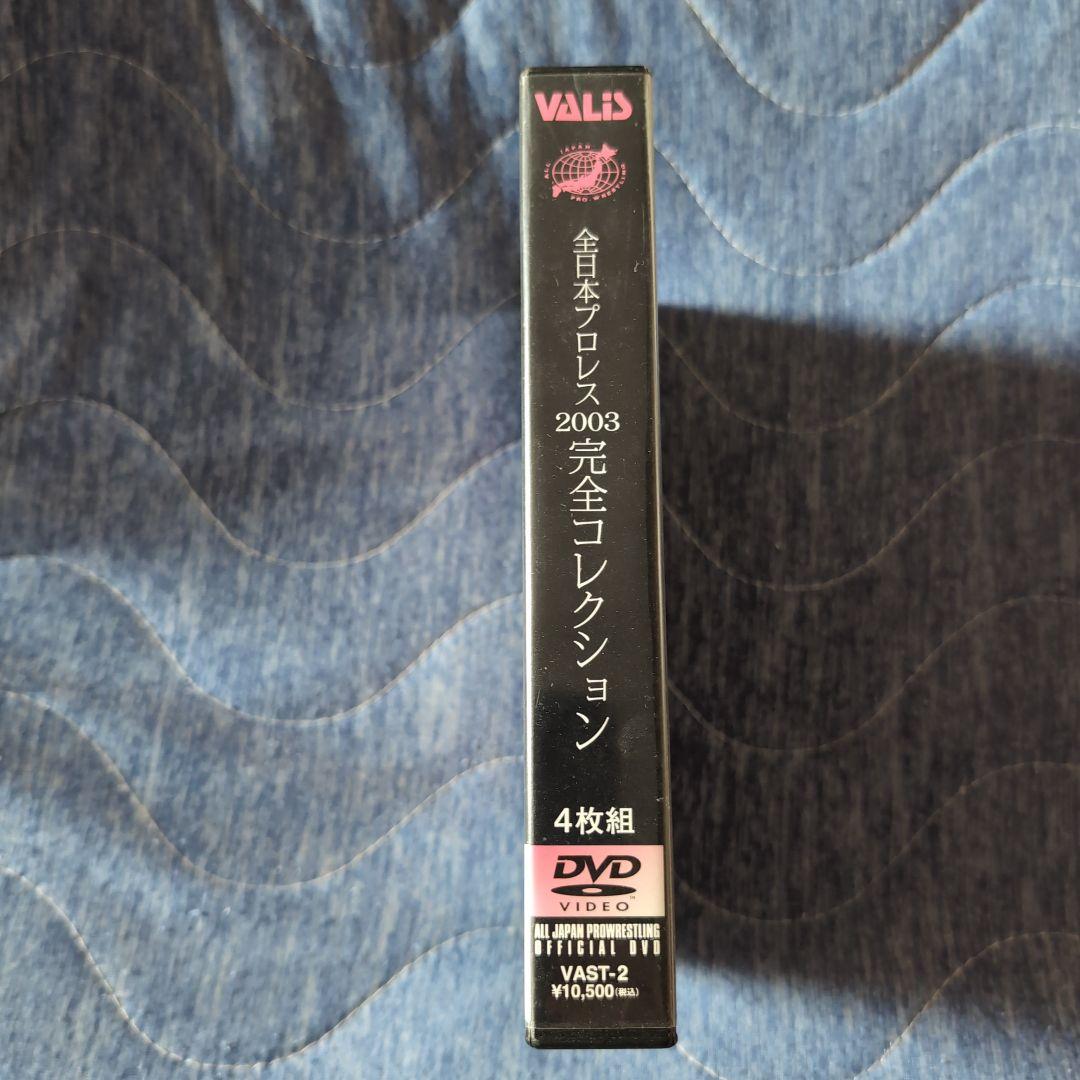 VALIS
ALL JAPAN PRO-WRESTLING
全日本プロレス
2003
完全コレクション
4枚組
DVD
VIDEO™
ALL JAPAN PROWRESTLING
OFFICIAL DVD
VAST-2
¥10,500(税込)